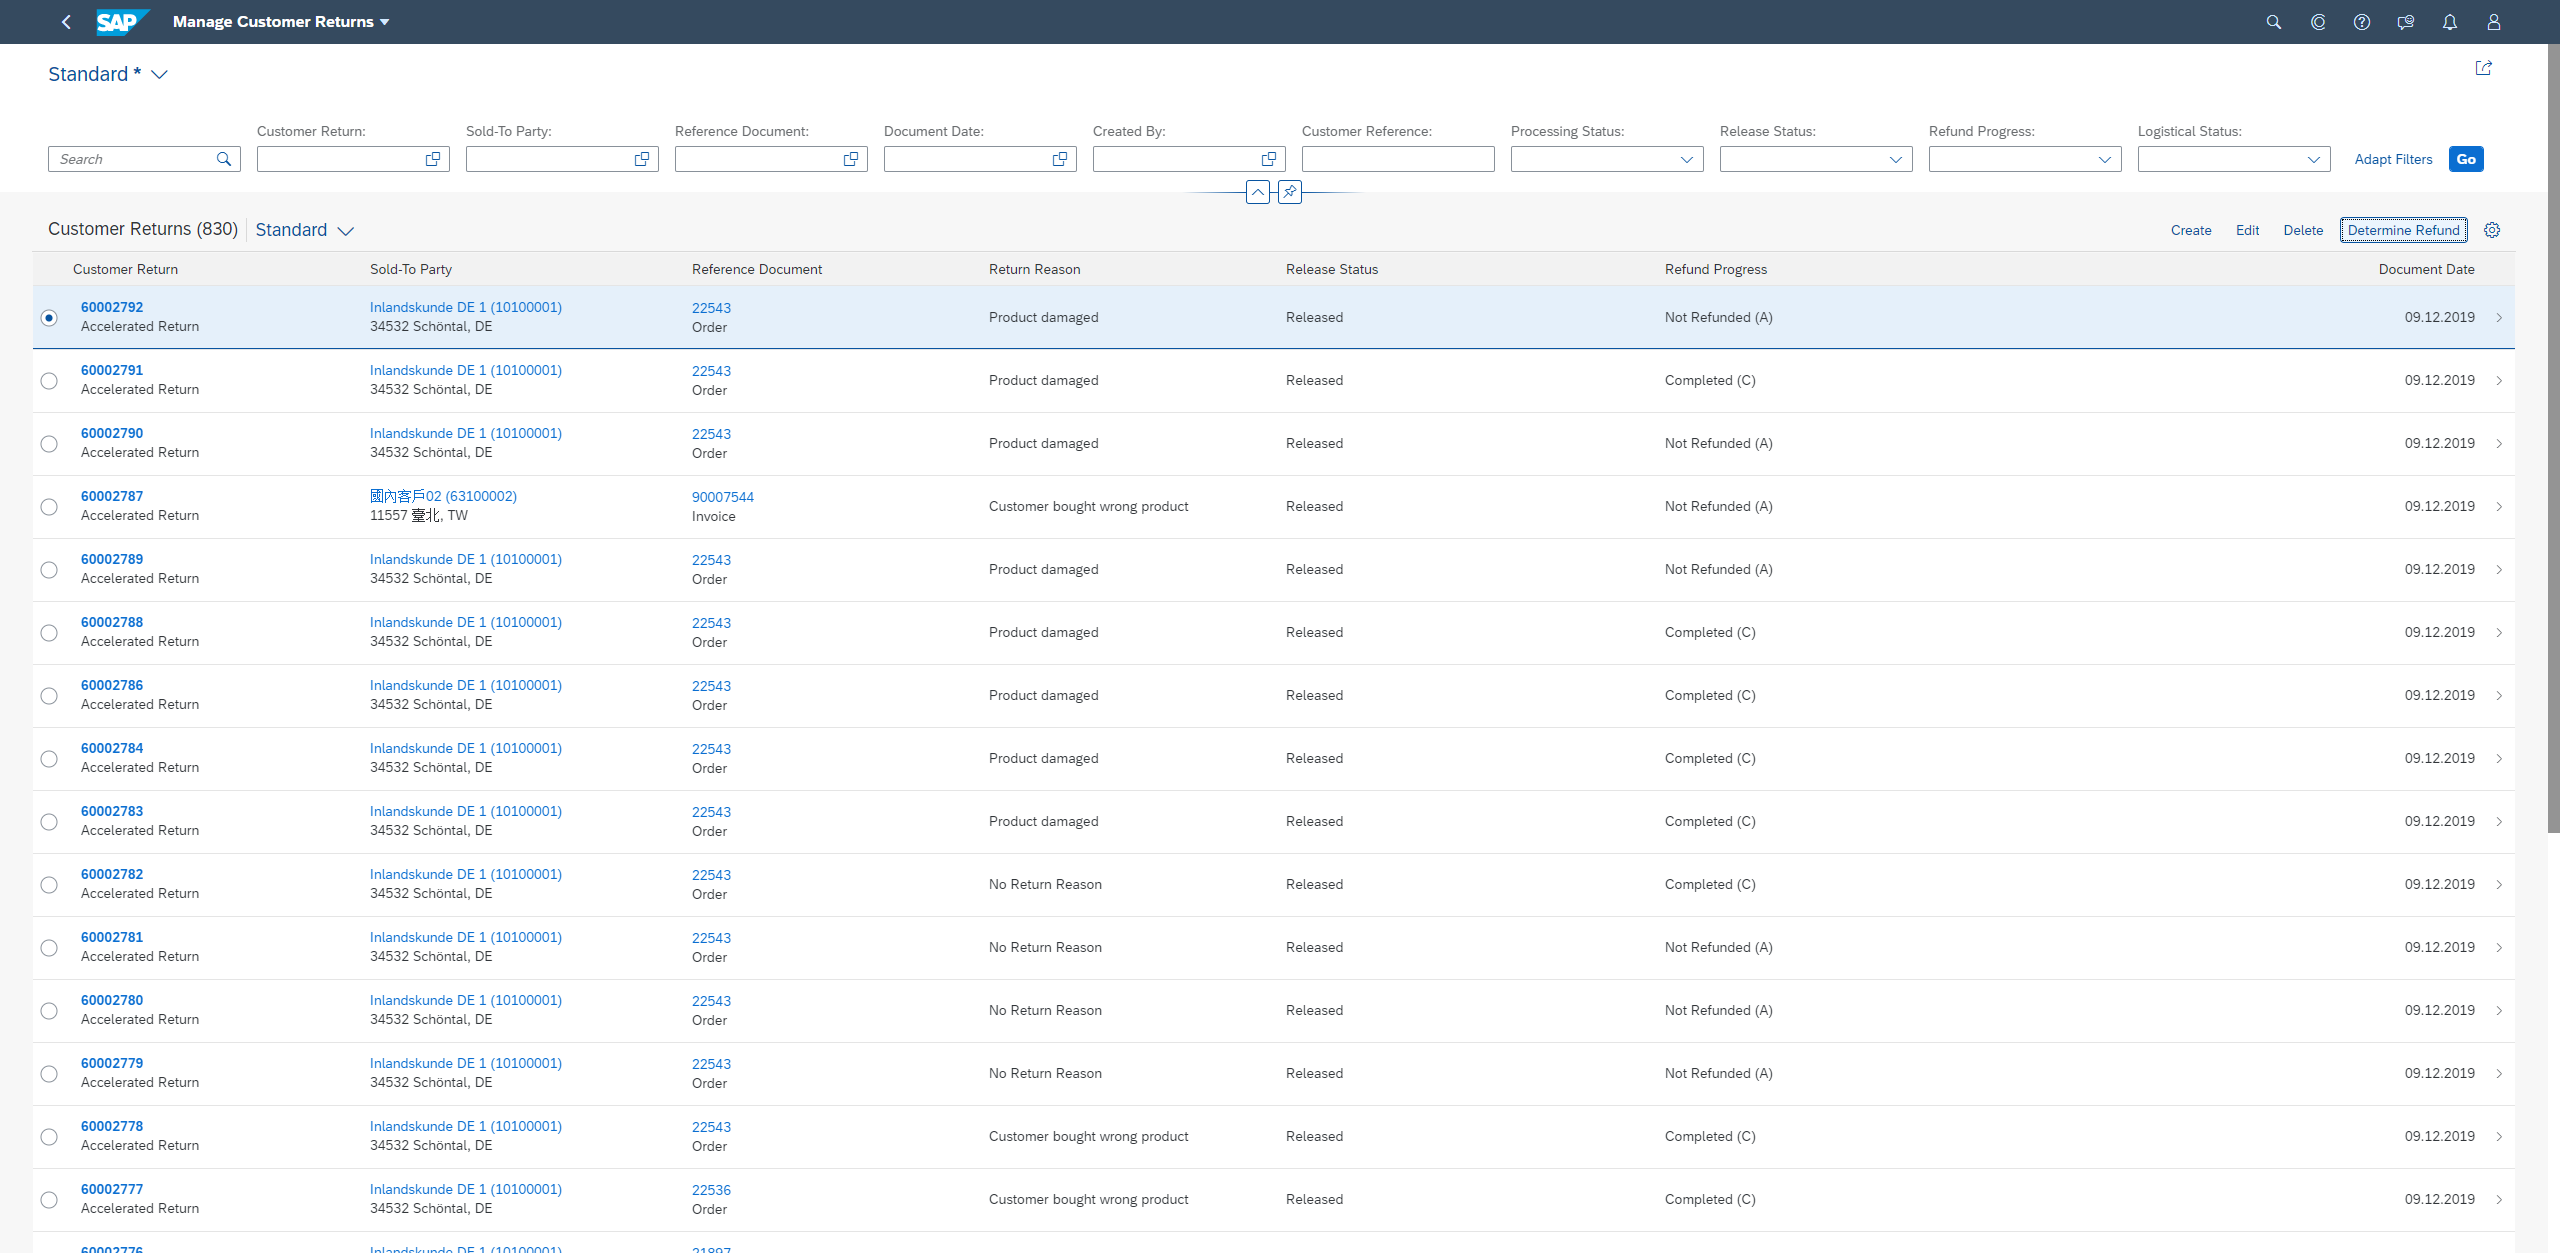 SAP Manage Customer Returns
Standard *
Customer Return: Sold-To Party: Reference Document: Document Date: Created By: Customer Reference: Processing Status: Release Status: Refund Progress: Logistical Status:
Search Adapt Filters Go
Customer Returns (830) Standard Create Edit Delete Determine Refund
Customer Return Sold-To Party Reference Document Return Reason Release Status Refund Progress Document Date
60002792 Inlandskunde DE 1 (10100001) 22543
Product damaged Released Not Refunded (A) 09.12.2019
Accelerated Return 34532 Schöntal, DE Order
60002791 Inlandskunde DE 1 (10100001) 22543
Product damaged Released Completed (C) 09.12.2019
Accelerated Return 34532 Schöntal, DE Order
60002790 Inlandskunde DE 1 (10100001) 22543
Product damaged Released Not Refunded (A) 09.12.2019
Accelerated Return 34532 Schöntal, DE Order
60002787 國內客戶02 (63100002) 90007544
Customer bought wrong product Released Not Refunded (A) 09.12.2019
Accelerated Return 11557 臺北, TW Invoice
60002789 Inlandskunde DE 1 (10100001) 22543
Product damaged Released Not Refunded (A) 09.12.2019
Accelerated Return 34532 Schöntal, DE Order
60002788 Inlandskunde DE 1 (10100001) 22543
Product damaged Released Completed (C) 09.12.2019
Accelerated Return 34532 Schöntal, DE Order
60002786 Inlandskunde DE 1 (10100001) 22543
Product damaged Released Completed (C) 09.12.2019
Accelerated Return 34532 Schöntal, DE Order
60002784 Inlandskunde DE 1 (10100001) 22543
Product damaged Released Completed (C) 09.12.2019
Accelerated Return 34532 Schöntal, DE Order
60002783 Inlandskunde DE 1 (10100001) 22543
Product damaged Released Completed (C) 09.12.2019
Accelerated Return 34532 Schöntal, DE Order
60002782 Inlandskunde DE 1 (10100001) 22543
No Return Reason Released Completed (C) 09.12.2019
Accelerated Return 34532 Schöntal, DE Order
60002781 Inlandskunde DE 1 (10100001) 22543
No Return Reason Released Not Refunded (A) 09.12.2019
Accelerated Return 34532 Schöntal, DE Order
60002780 Inlandskunde DE 1 (10100001) 22543
No Return Reason Released Not Refunded (A) 09.12.2019
Accelerated Return 34532 Schöntal, DE Order
60002779 Inlandskunde DE 1 (10100001) 22543
No Return Reason Released Not Refunded (A) 09.12.2019
Accelerated Return 34532 Schöntal, DE Order
60002778 Inlandskunde DE 1 (10100001) 22543
Customer bought wrong product Released Completed (C) 09.12.2019
Accelerated Return 34532 Schöntal, DE Order
60002777 Inlandskunde DE 1 (10100001) 22536
Customer bought wrong product Released Completed (C) 09.12.2019
Accelerated Return 34532 Schöntal, DE Order
60002776 Inlandskunde DE 1 (10100001) 21897